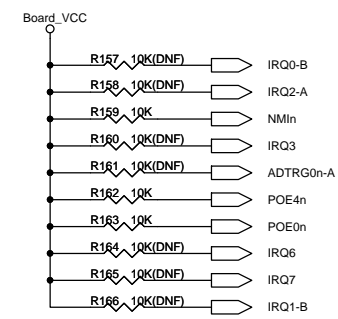 Board_VCC
R157 10K(DNF) IRQ0-B
R158 10K(DNF) IRQ2-A
R159 10K NMIn
R160 10K(DNF) IRQ3
R161 10K(DNF) ADTRG0n-A
R162 10K POE4n
R163 10K POE0n
R164 10K(DNF) IRQ6
R165 10K(DNF) IRQ7
R166 10K(DNF) IRQ1-B